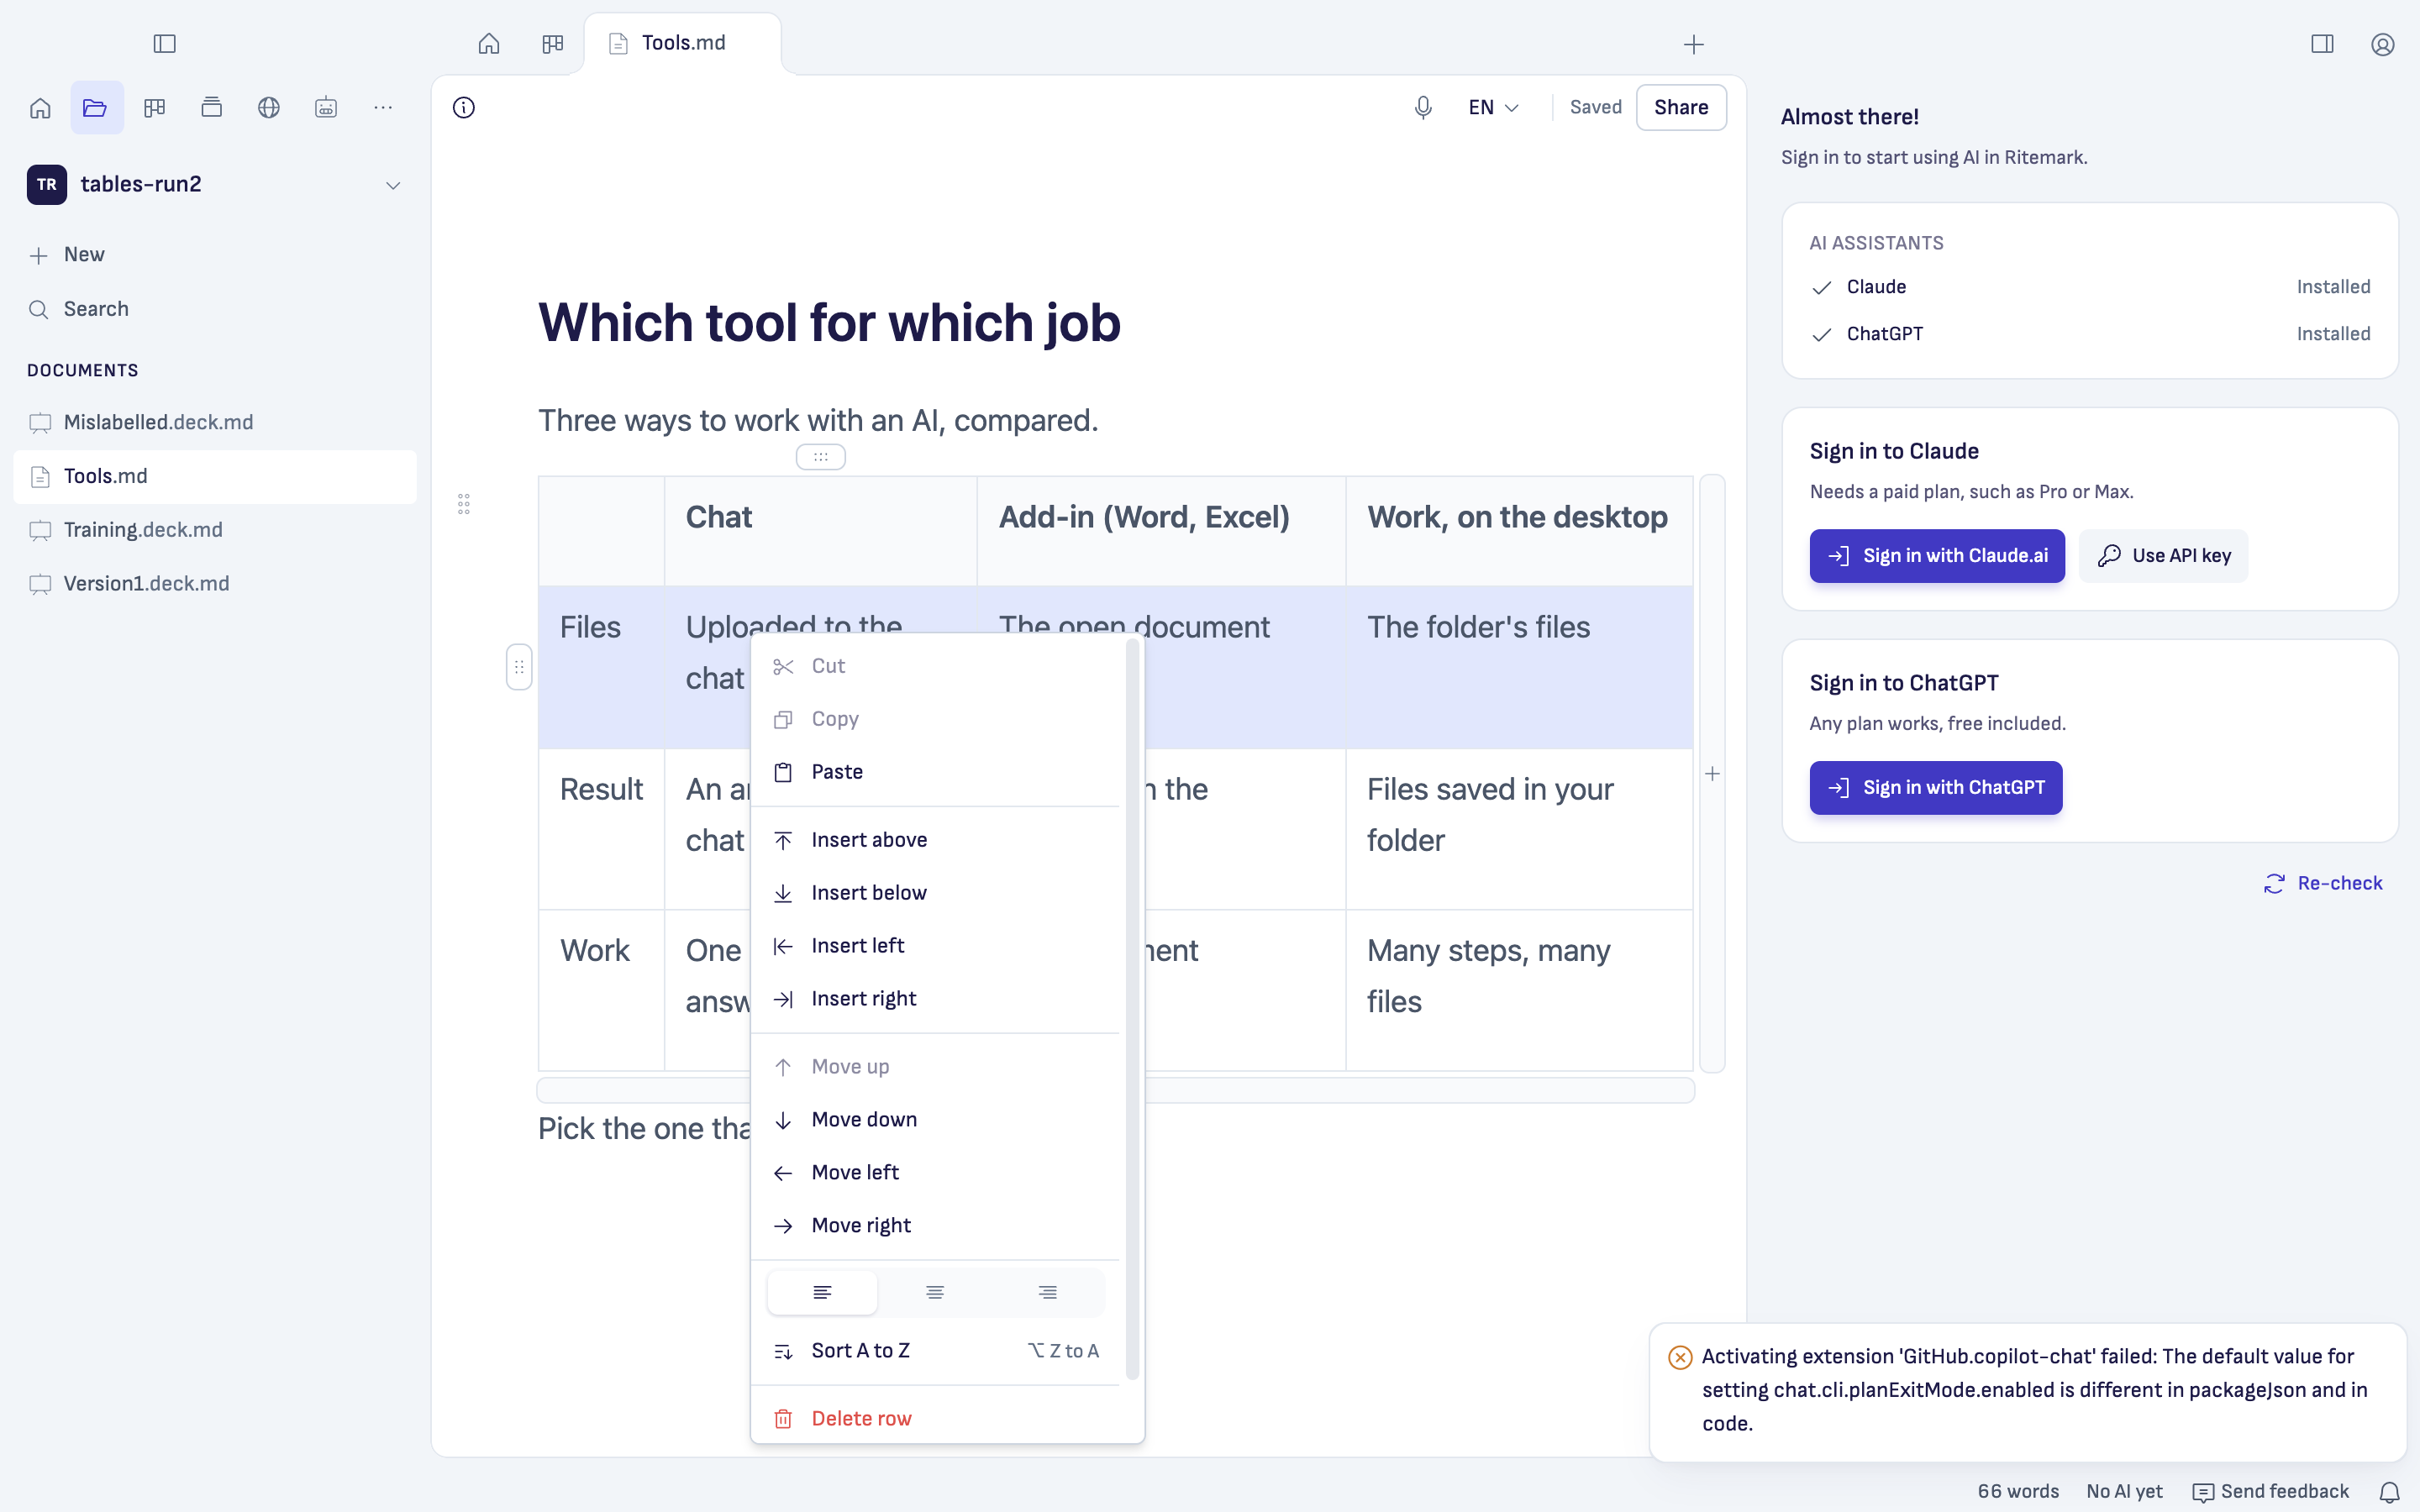 Tools.md
TR tables-run2
New
Search
DOCUMENTS
Mislabelled.deck.md
Tools.md
Training.deck.md
Version1.deck.md
EN
Saved
Share
Which tool for which job
Three ways to work with an AI, compared.
Chat
Add-in (Word, Excel)
Work, on the desktop
Files
Uploaded to the
chat
The open document
The folder's files
Result
An
chat
the
Files saved in your
folder
Work
One
Many steps, many
files
Pick the one
Cut
Copy
Paste
Insert above
Insert below
Insert left
Insert right
Move up
Move down
Move left
Move right
Sort A to Z
⌥ Z to A
Delete row
Almost there!
Sign in to start using AI in Ritemark.
AI ASSISTANTS
Claude
Installed
ChatGPT
Installed
Sign in to Claude
Needs a paid plan, such as Pro or Max.
Sign in with Claude.ai
Use API key
Sign in to ChatGPT
Any plan works, free included.
Sign in with ChatGPT
Re-check
Activating extension 'GitHub.copilot-chat' failed: The default value for
setting chat.cli.planExitMode.enabled is different in packageJson and in
code.
66 words
No AI yet
Send feedback